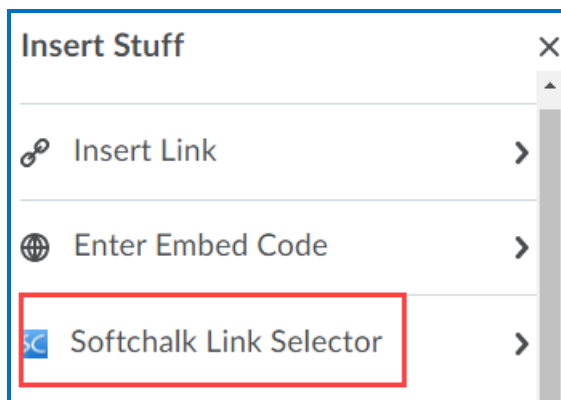 Insert Stuff
Insert Link
Enter Embed Code
SC Softchalk Link Selector